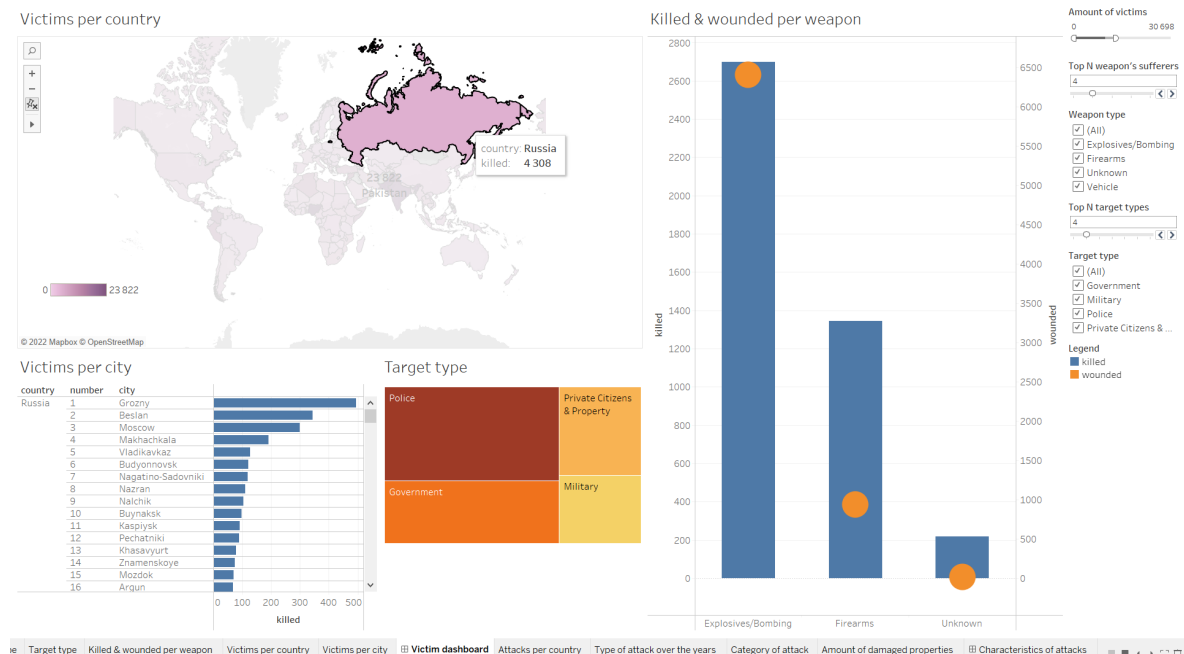 Victims per country
country: Russia
killed: 4 308
23 822
Pakistan
0 23 822
© 2022 Mapbox © OpenStreetMap
Victims per city
country number city
Russia 1 Grozny
2 Beslan
3 Moscow
4 Makhachkala
5 Vladikavkaz
6 Budyonnovsk
7 Nagatino-Sadovniki
8 Nazran
9 Nalchik
10 Buynaksk
11 Kaspiysk
12 Pechatniki
13 Khasavyurt
14 Znamenskoye
15 Mozdok
16 Argun
0 100 200 300 400 500
killed
Target type
Police
Private Citizens
& Property
Government
Military
Killed & wounded per weapon
2800
2600
2400
2200
2000
1800
1600
1400
1200
1000
800
600
400
200
0
killed
6500
6000
5500
5000
4500
4000
3500
3000
2500
2000
1500
1000
500
0
wounded
Explosives/Bombing Firearms Unknown
Amount of victims
0 30 698
Top N weapon's sufferers
4
Weapon type
(All)
Explosives/Bombing
Firearms
Unknown
Vehicle
Top N target types
4
Target type
(All)
Government
Military
Police
Private Citizens & ...
Legend
killed
wounded
Target type Killed & wounded per weapon Victims per country Victims per city Victim dashboard Attacks per country Type of attack over the years Category of attack Amount of damaged properties Characteristics of attack